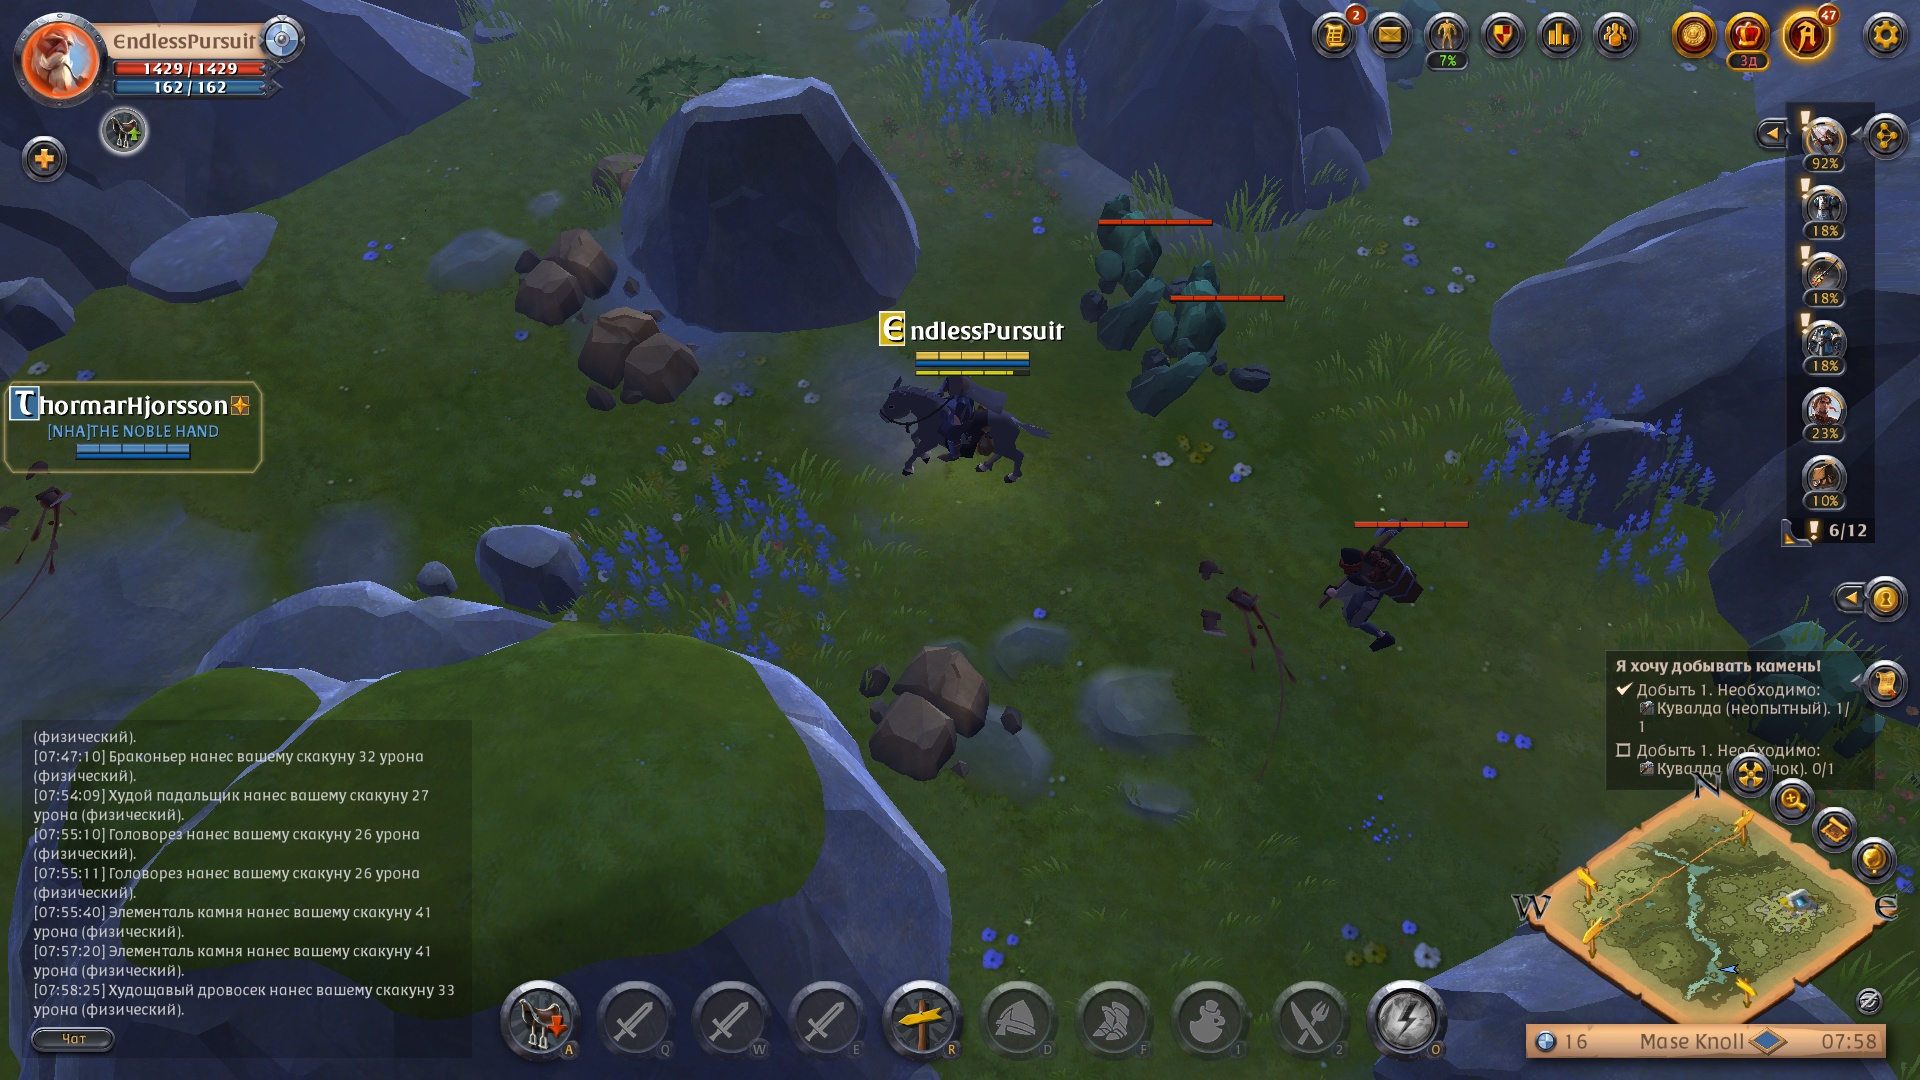 EndlessPursuit
1429 / 1429
162 / 162
2
7%
3д
47
92%
18%
18%
18%
23%
10%
6/12
EndlessPursuit
ThormarHjorsson
[NHA]THE NOBLE HAND
Я хочу добывать камень!
Добыть 1. Необходимо:
Кувалда (неопытный). 1/
1
Добыть 1. Необходимо:
Кувалда 0/1
(физический).
[07:47:10] Браконьер нанес вашему скакуну 32 урона
(физический).
[07:54:09] Худой падальщик нанес вашему скакуну 27
урона (физический).
[07:55:10] Головорез нанес вашему скакуну 26 урона
(физический).
[07:55:11] Головорез нанес вашему скакуну 26 урона
(физический).
[07:55:40] Элементаль камня нанес вашему скакуну 41
урона (физический).
[07:57:20] Элементаль камня нанес вашему скакуну 41
урона (физический).
[07:58:25] Худощавый дровосек нанес вашему скакуну 33
урона (физический).
Чат
A
Q
W
E
R
D
F
1
2
O
N
W
E
16
Mase Knoll
07:58